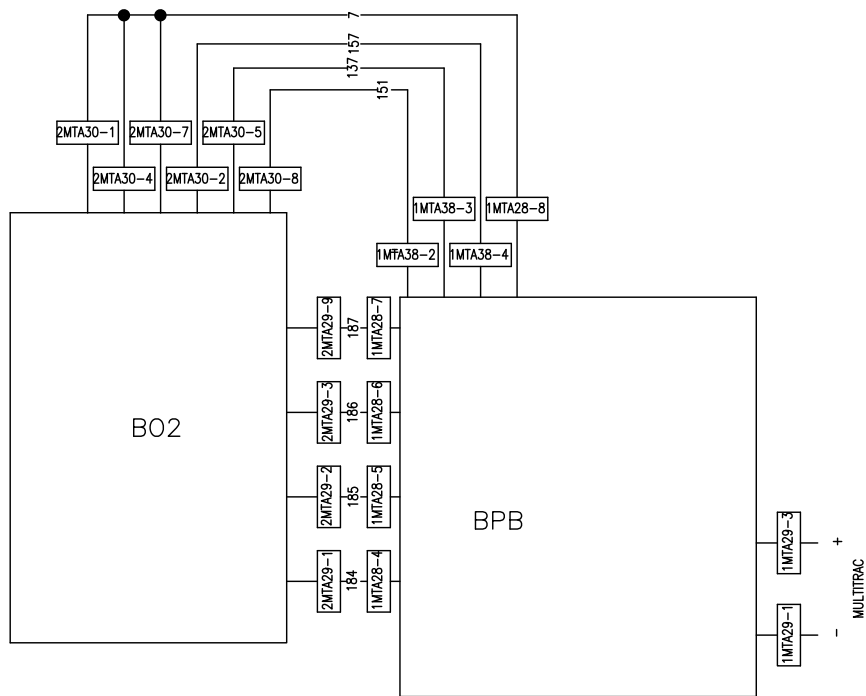 7
157
137
151
2MTA30-1
2MTA30-7
2MTA30-5
2MTA30-4
2MTA30-2
2MTA30-8
1MTA38-3
1MTA28-8
1MTA38-2
1MTA38-4
2MTA29-9
187
1MTA28-7
2MTA29-3
186
1MTA28-6
BO2
2MTA29-2
185
1MTA28-5
BPB
1MTA29-3
+
2MTA29-1
184
1MTA28-4
MULTITRAC
1MTA29-1
-